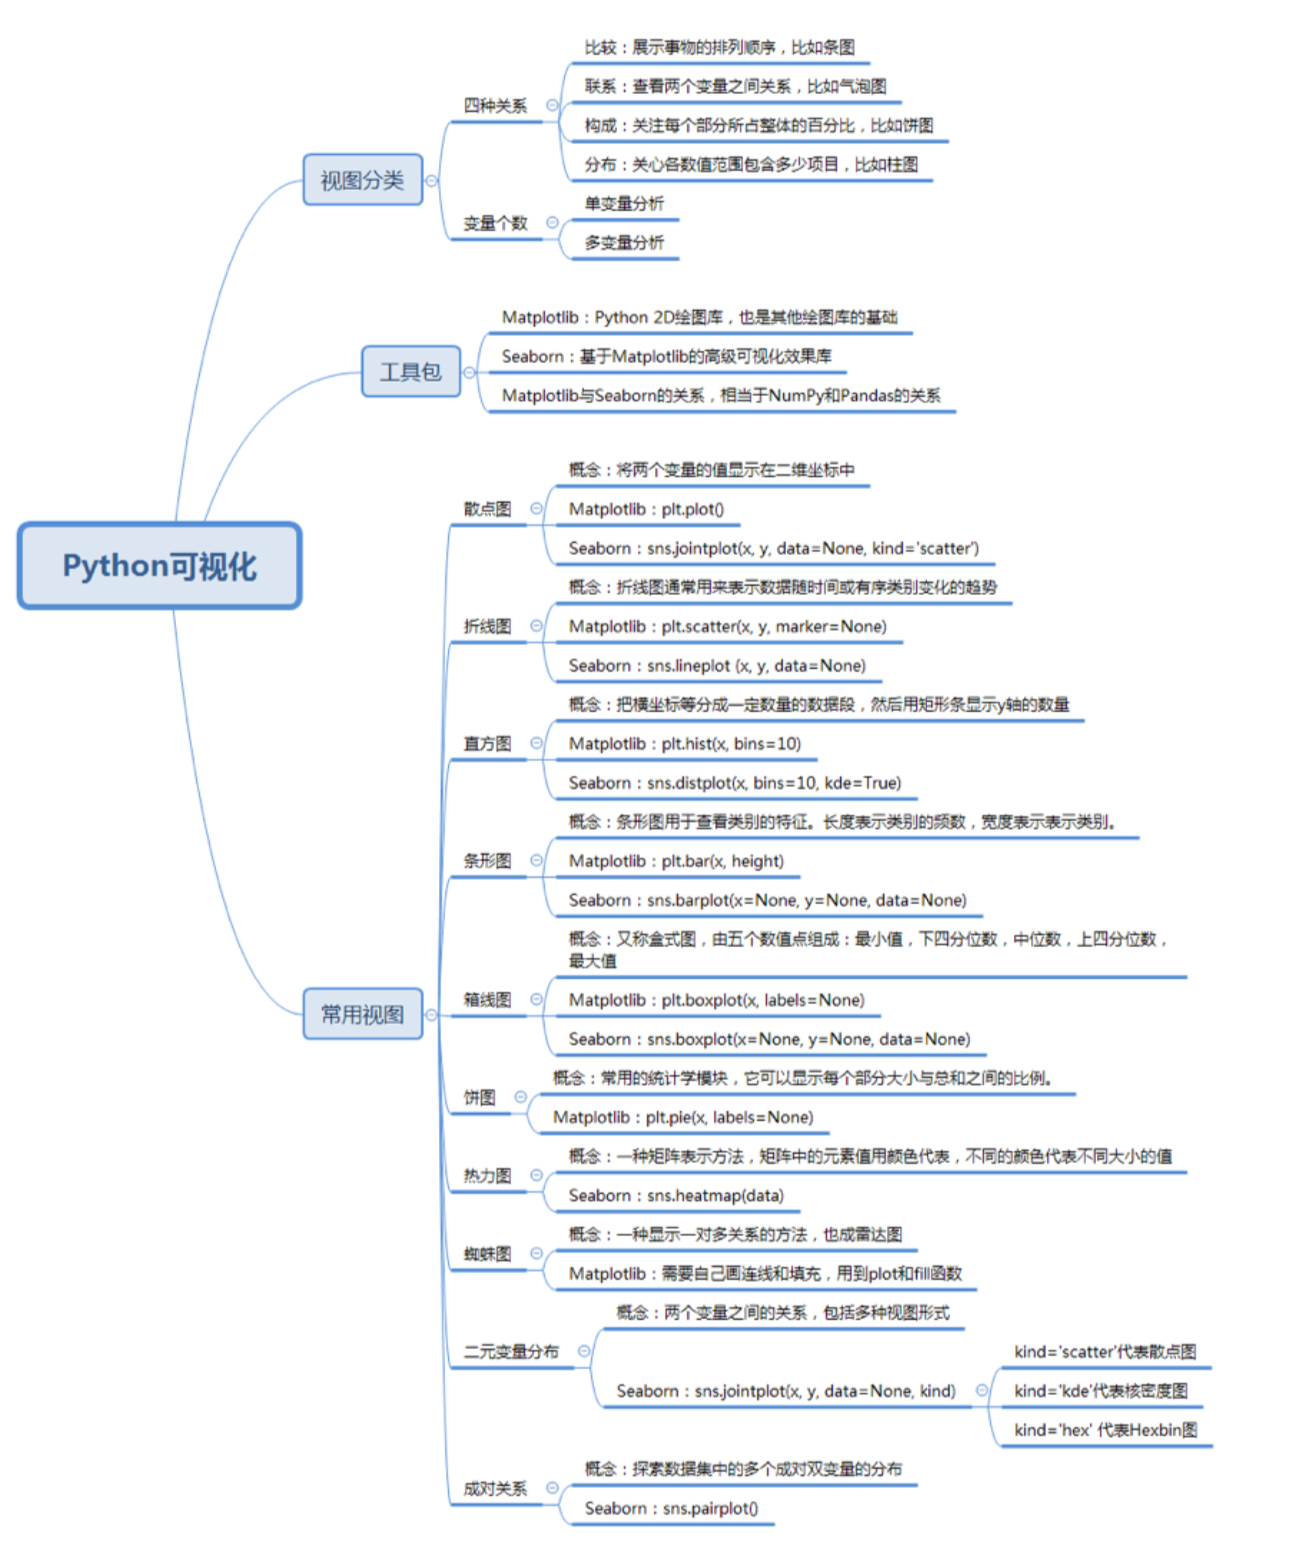 Python可视化
视图分类
四种关系
比较：展示事物的排列顺序，比如条图
联系：查看两个变量之间关系，比如气泡图
构成：关注每个部分所占整体的百分比，比如饼图
分布：关心各数值范围包含多少项目，比如柱图
变量个数
单变量分析
多变量分析
工具包
Matplotlib：Python 2D绘图库，也是其他绘图库的基础
Seaborn：基于Matplotlib的高级可视化效果库
Matplotlib与Seaborn的关系，相当于NumPy和Pandas的关系
常用视图
散点图
概念：将两个变量的值显示在二维坐标中
Matplotlib：plt.plot()
Seaborn：sns.jointplot(x, y, data=None, kind='scatter')
折线图
概念：折线图通常用来表示数据随时间或有序类别变化的趋势
Matplotlib：plt.scatter(x, y, marker=None)
Seaborn：sns.lineplot (x, y, data=None)
直方图
概念：把横坐标等分成一定数量的数据段，然后用矩形条显示y轴的数量
Matplotlib：plt.hist(x, bins=10)
Seaborn：sns.distplot(x, bins=10, kde=True)
条形图
概念：条形图用于查看类别的特征。长度表示类别的频数，宽度表示表示类别。
Matplotlib：plt.bar(x, height)
Seaborn：sns.barplot(x=None, y=None, data=None)
箱线图
概念：又称盒式图，由五个数值点组成：最小值，下四分位数，中位数，上四分位数，
最大值
Matplotlib：plt.boxplot(x, labels=None)
Seaborn：sns.boxplot(x=None, y=None, data=None)
饼图
概念：常用的统计学模块，它可以显示每个部分大小与总和之间的比例。
Matplotlib：plt.pie(x, labels=None)
热力图
概念：一种矩阵表示方法，矩阵中的元素值用颜色代表，不同的颜色代表不同大小的值
Seaborn：sns.heatmap(data)
蜘蛛图
概念：一种显示一对多关系的方法，也成雷达图
Matplotlib：需要自己画连线和填充，用到plot和fill函数
二元变量分布
概念：两个变量之间的关系，包括多种视图形式
Seaborn：sns.jointplot(x, y, data=None, kind)
kind='scatter'代表散点图
kind='kde'代表核密度图
kind='hex' 代表Hexbin图
成对关系
概念：探索数据集中的多个成对双变量的分布
Seaborn：sns.pairplot()